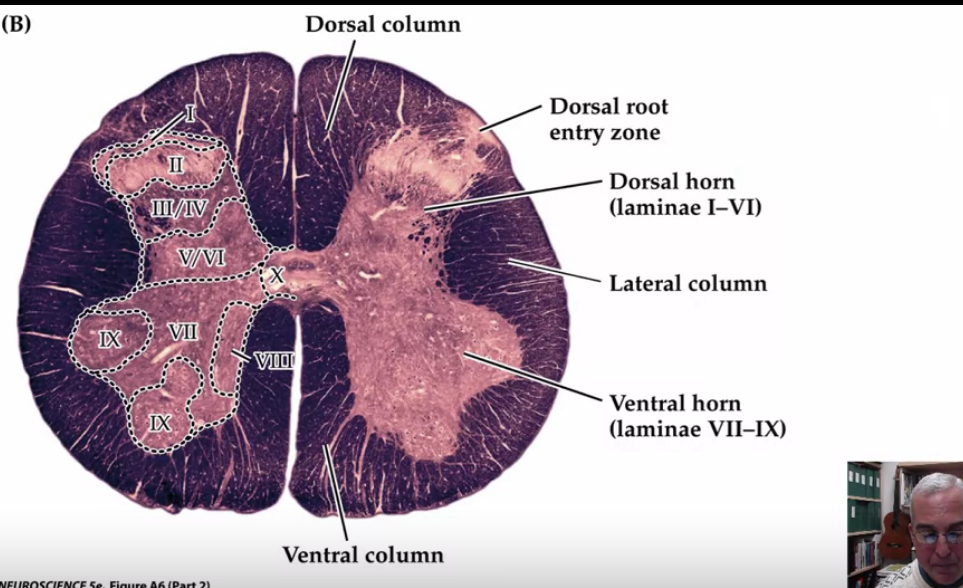 (B)
Dorsal column
I
Dorsal root
entry zone
II
Dorsal horn
(laminae I–VI)
III/IV
V/VI
X
Lateral column
IX
VII
VIII
Ventral horn
(laminae VII–IX)
IX
Ventral column
NEUROSCIENCE 5e, Figure A6 (Part 2)